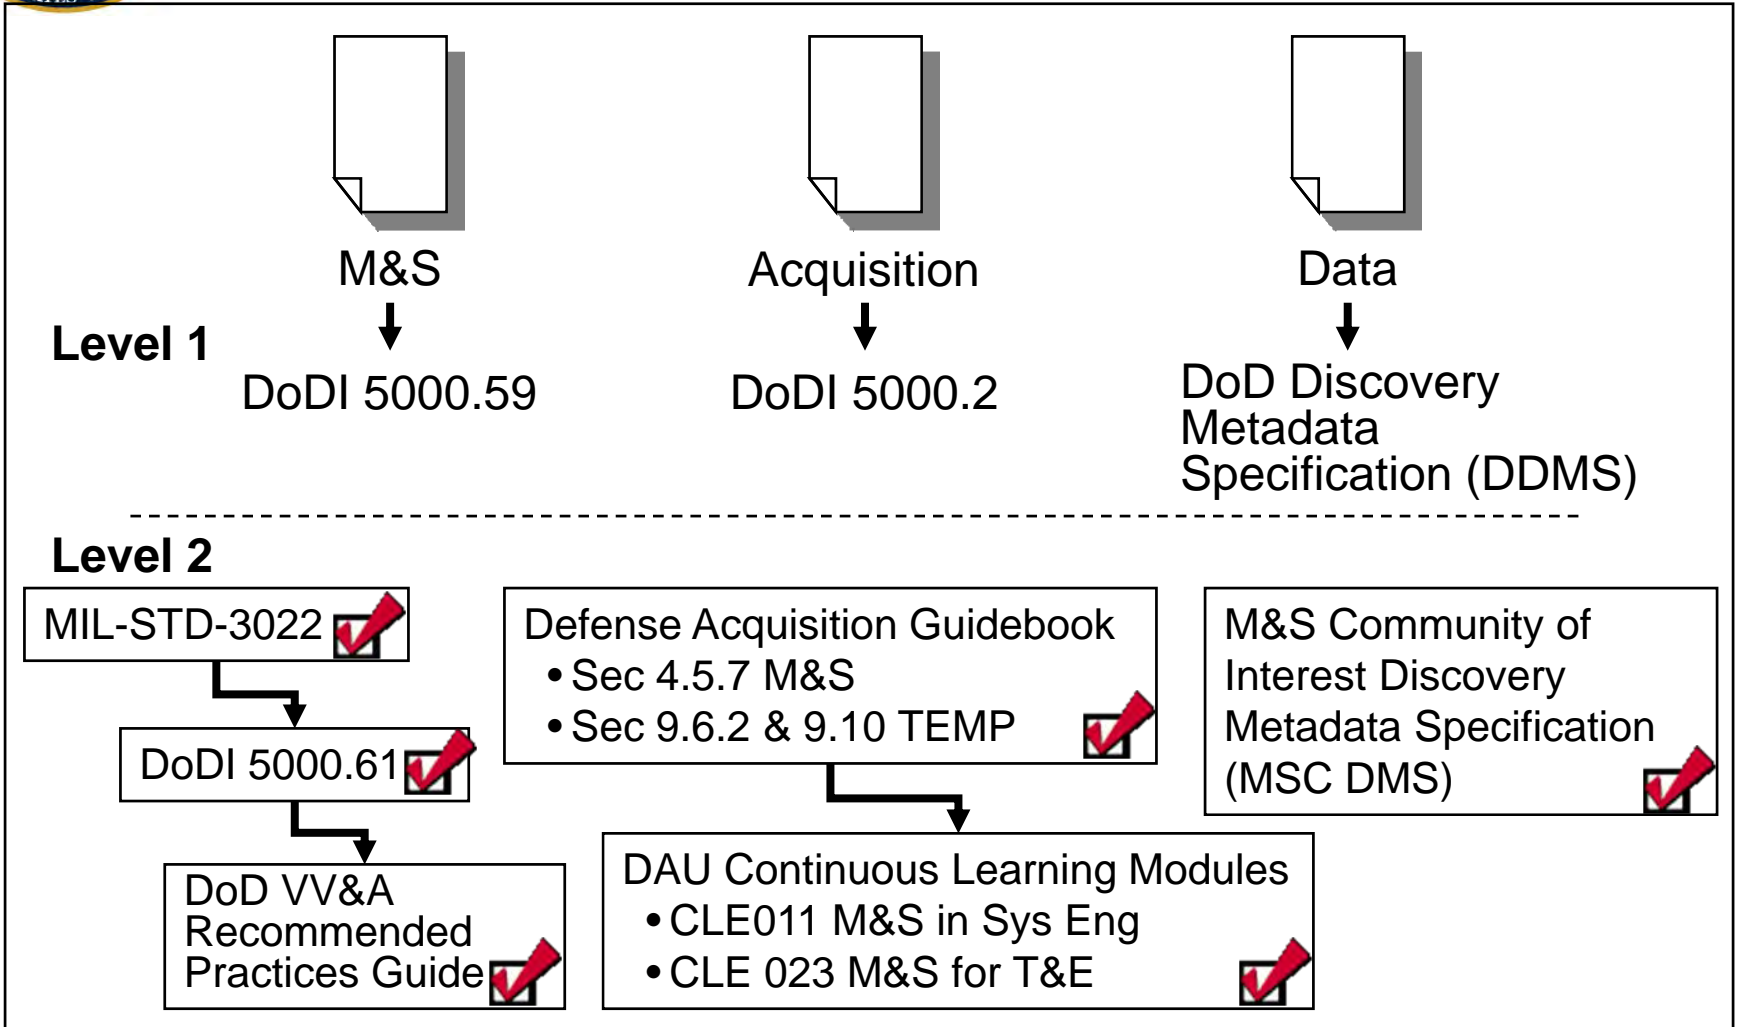 M&S
Acquisition
Data
Level 1
DoDI 5000.59
DoDI 5000.2
DoD Discovery
Metadata
Specification (DDMS)
Level 2
MIL-STD-3022
DoDI 5000.61
DoD VV&A
Recommended
Practices Guide
Defense Acquisition Guidebook
• Sec 4.5.7 M&S
• Sec 9.6.2 & 9.10 TEMP
DAU Continuous Learning Modules
• CLE011 M&S in Sys Eng
• CLE 023 M&S for T&E
M&S Community of
Interest Discovery
Metadata Specification
(MSC DMS)